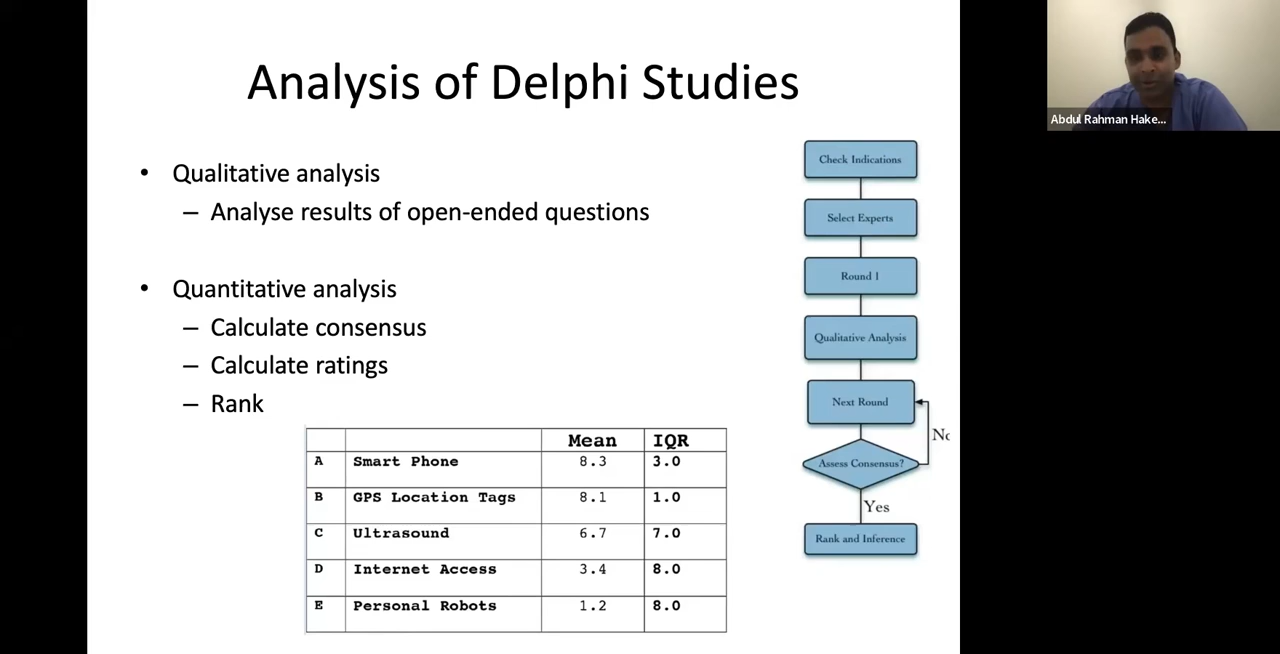 Analysis of Delphi Studies
• Qualitative analysis
– Analyse results of open-ended questions
• Quantitative analysis
– Calculate consensus
– Calculate ratings
– Rank
Mean IQR
A Smart Phone 8.3 3.0
B GPS Location Tags 8.1 1.0
C Ultrasound 6.7 7.0
D Internet Access 3.4 8.0
E Personal Robots 1.2 8.0
Check Indications
Select Experts
Round 1
Qualitative Analysis
Next Round
Assess Consensus?
Yes
Rank and Inference
Abdul Rahman Hake...